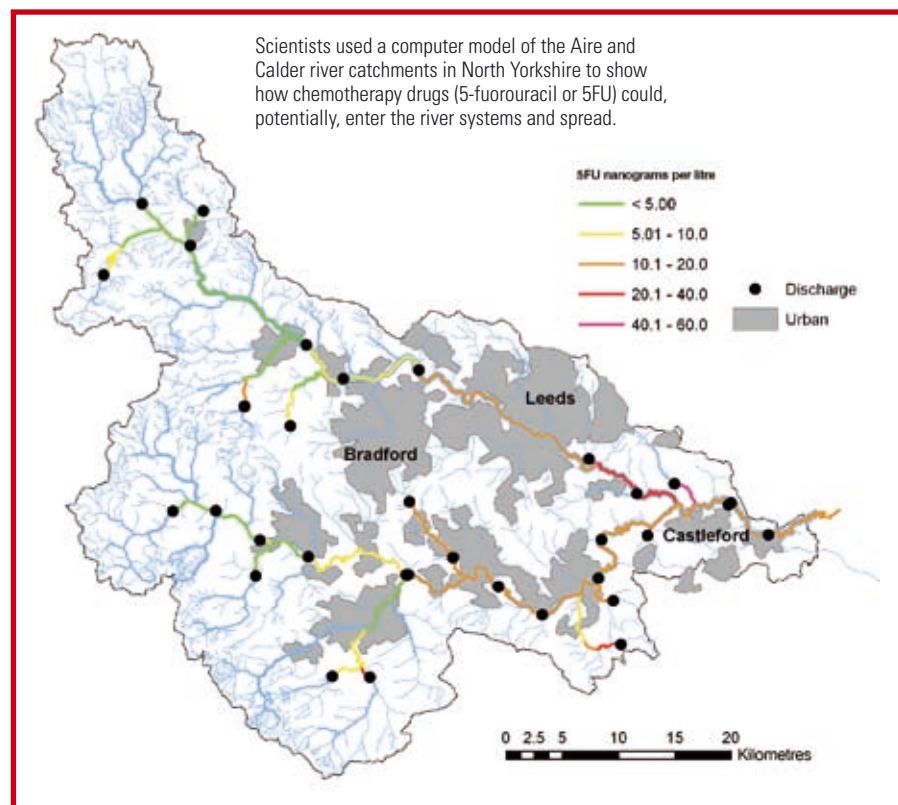 Scientists used a computer model of the Aire and
Calder river catchments in North Yorkshire to show
how chemotherapy drugs (5-fuorouracil or 5FU) could,
potentially, enter the river systems and spread.
5FU nanograms per litre
< 5.00
5.01 - 10.0
10.1 - 20.0
20.1 - 40.0
40.1 - 60.0
Discharge
Urban
Leeds
Bradford
Castleford
0 2.5 5 10 15 20
Kilometres